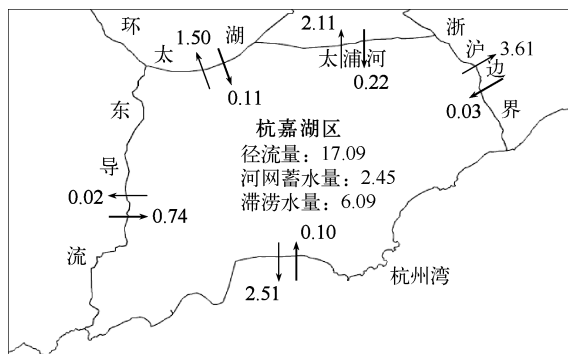 环太湖
1.50
0.11
2.11
太浦河
0.22
浙沪边界
3.61
0.03
东导流
0.02
0.74
杭嘉湖区
径流量：17.09
河网蓄水量：2.45
滞涝水量：6.09
0.10
2.51
杭州湾